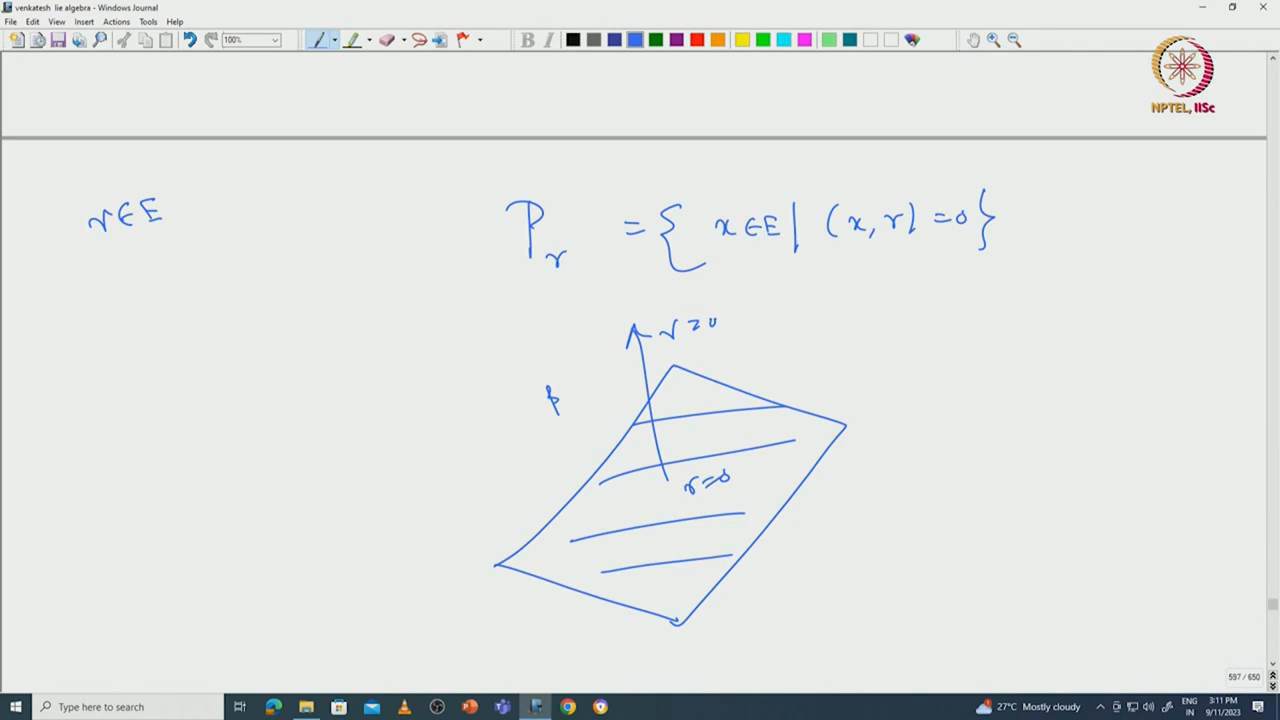 venkatesh lie algebra - Windows Journal
File Edit View Insert Actions Tools Help
100%
NPTEL, IISc
r∈E P_r = { x∈E | (x, r) =0 }
r=0
597 / 650
Type here to search
27°C Mostly cloudy
ENG
IN
3:11 PM
9/11/2023